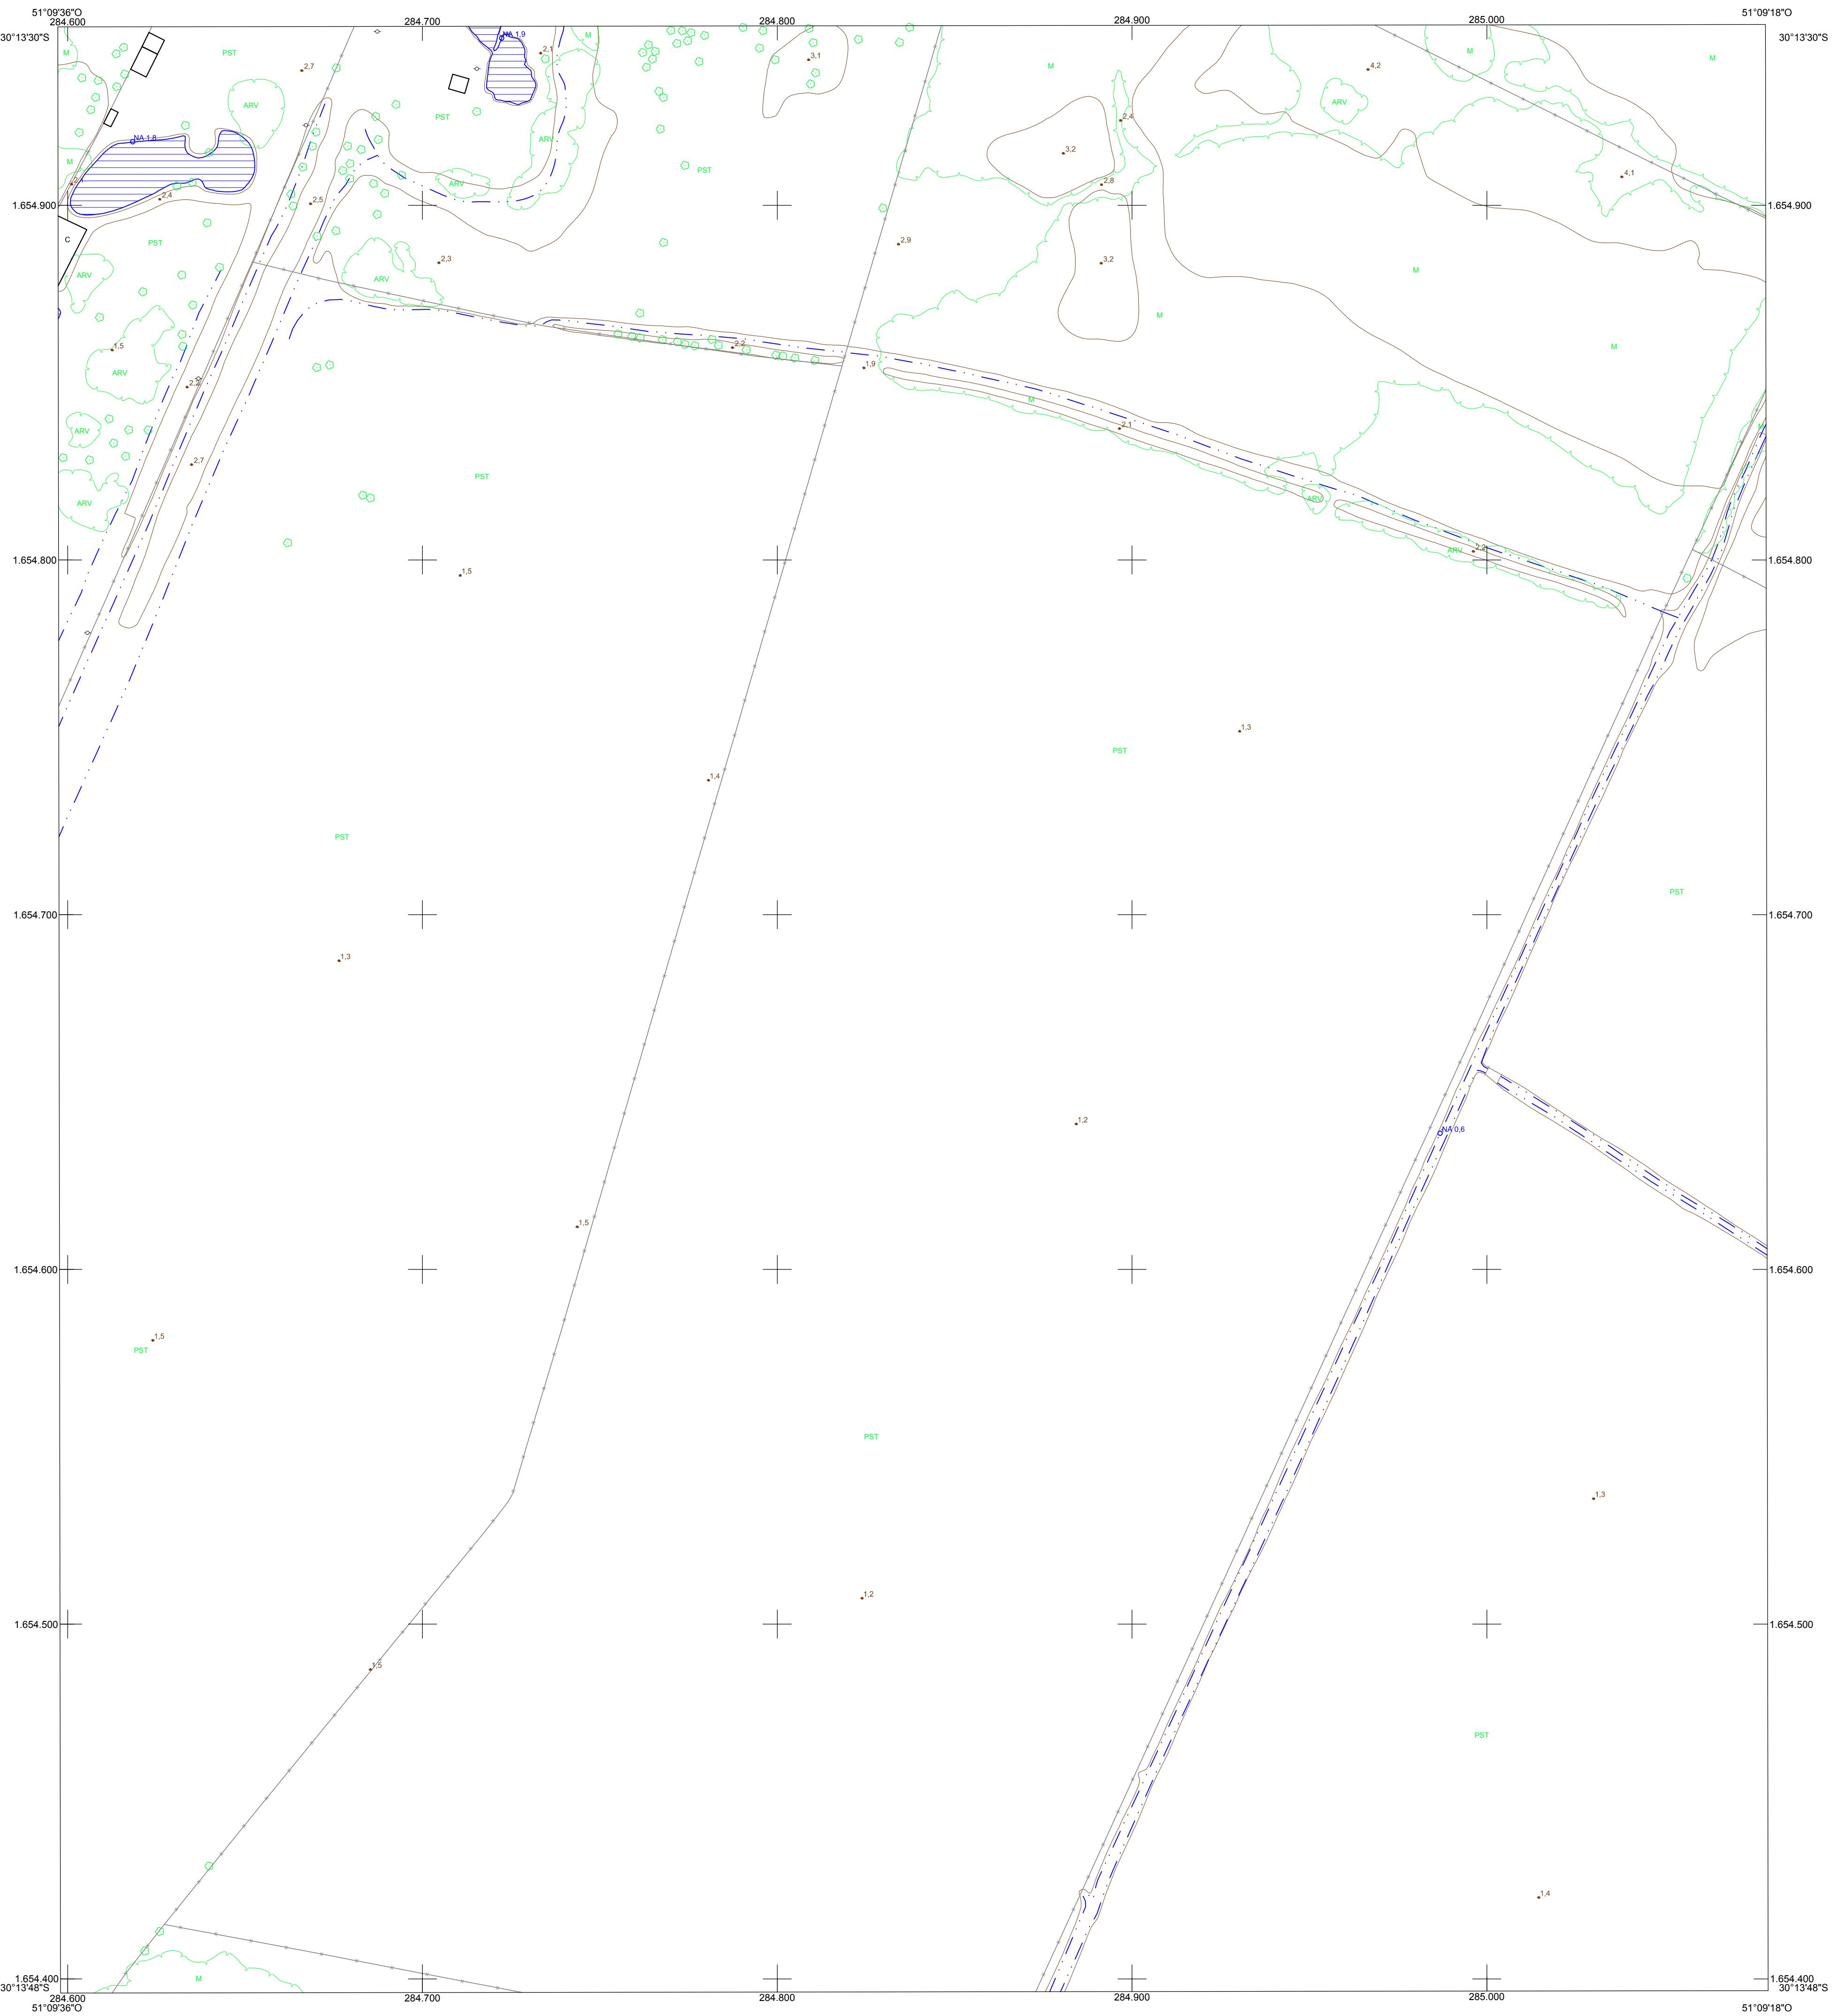 51°09'36"O
51°09'18"O
284.600
284.700
284.800
284.900
285.000
30°13'30"S
30°13'30"S
NA 1,9
M
M
PST
2,1
3,1
M
M
M
4,2
2,7
ARV
ARV
PST
2,4
NA 1,8
ARV
3,2
M
PST
4,1
ARV
2,8
2,4
2,5
1.654.900
1.654.900
C
PST
2,9
2,3
3,2
M
ARV
ARV
M
M
2,2
1,5
1,9
ARV
2,2
M
2,1
M
ARV
2,7
PST
ARV
ARV
ARV
2,2
1.654.800
1.654.800
1,5
1,3
PST
1,4
PST
PST
1.654.700
1.654.700
1,3
1,2
NA 0,6
1,5
1.654.600
1.654.600
1,5
PST
PST
1,3
1,2
1.654.500
1.654.500
1,5
PST
1,4
M
1.654.400
1.654.400
30°13'48"S
30°13'48"S
284.600
284.700
284.800
284.900
285.000
51°09'36"O
51°09'18"O